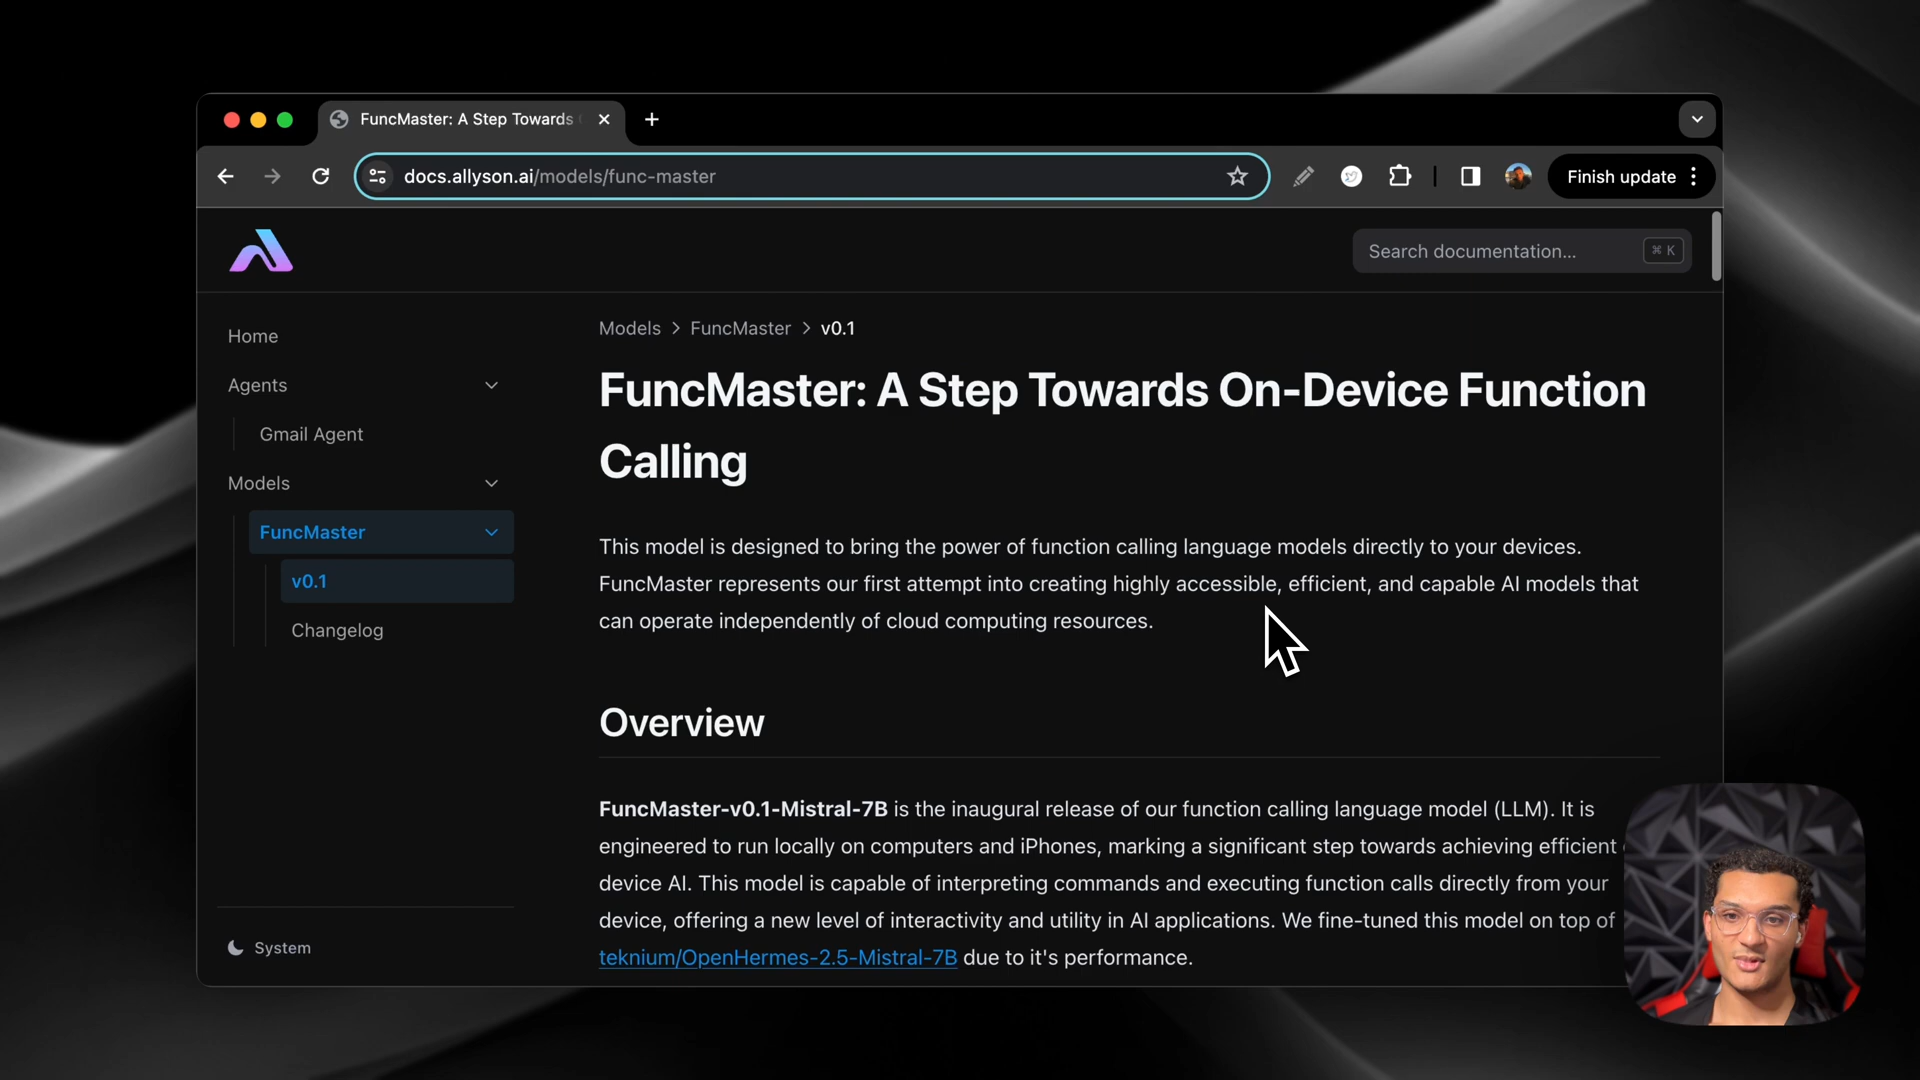 FuncMaster: A Step Towards
Finish update
docs.allyson.ai/models/func-master
Search documentation...
⌘ K
Home
Agents
Gmail Agent
Models
FuncMaster
v0.1
Changelog
System
Models > FuncMaster > v0.1
FuncMaster: A Step Towards On-Device Function
Calling
This model is designed to bring the power of function calling language models directly to your devices.
FuncMaster represents our first attempt into creating highly accessible, efficient, and capable AI models that
can operate independently of cloud computing resources.
Overview
FuncMaster-v0.1-Mistral-7B is the inaugural release of our function calling language model (LLM). It is
engineered to run locally on computers and iPhones, marking a significant step towards achieving efficient
device AI. This model is capable of interpreting commands and executing function calls directly from your
device, offering a new level of interactivity and utility in AI applications. We fine-tuned this model on top of
teknium/OpenHermes-2.5-Mistral-7B due to it's performance.